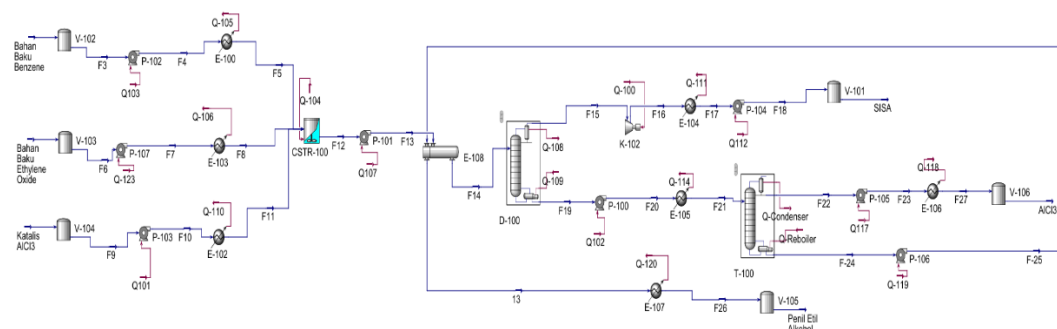 Q-105
V-102
Bahan
Baku
Benzene
F3
P-102
F4
E-100
Q103
F5
Q-104
Q-106
V-103
Bahan
Baku
Ethylene
Oxide
F6
P-107
F7
E-103
F8
Q-123
CSTR-100
F12
P-101
F13
Q107
E-108
F14
Q-110
Katalis
AlCl3
V-104
F9
P-103
F10
E-102
F11
Q101
Q-100
F15
K-102
F16
Q-111
E-104
F17
P-104
F18
Q112
V-101
SISA
Q-108
Q-109
D-100
F19
P-100
Q102
F20
Q-114
E-105
F21
Q-Condenser
Q-Reboiler
T-100
F22
P-105
Q117
F23
Q-118
E-106
F27
V-106
AlCl3
F-24
P-106
Q-119
F-25
13
Q-120
E-107
F26
V-105
Penil Etil
Alkohol